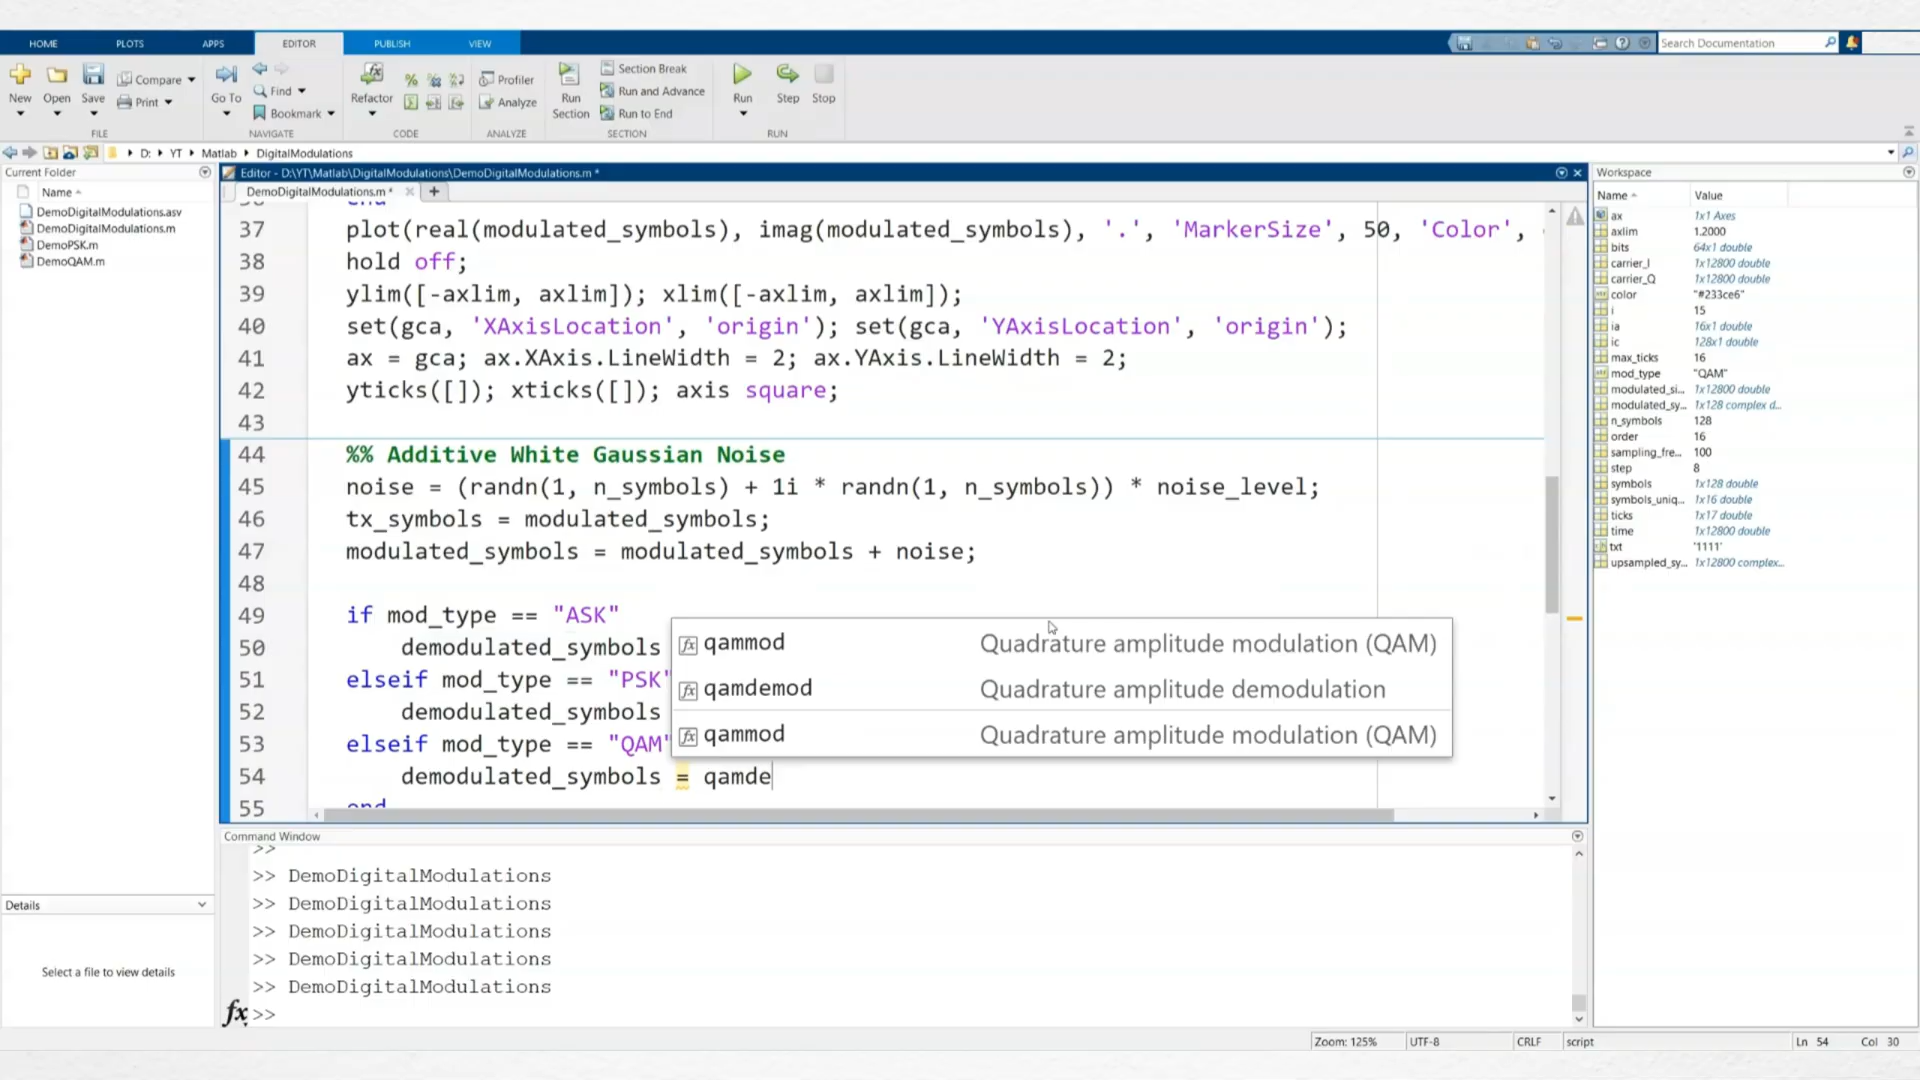 HOME PLOTS APPS EDITOR PUBLISH VIEW Search Documentation
New Open Save Compare Print Go To Find Bookmark Refactor Profiler Analyze Run Section Section Break Run and Advance Run to End Run Step Stop
FILE NAVIGATE CODE ANALYZE SECTION RUN
D: YT Matlab DigitalModulations
Current Folder
Name
DemoDigitalModulations.asv
DemoDigitalModulations.m
DemoPSK.m
DemoQAM.m
Details
Select a file to view details
Editor - D:\YT\Matlab\DigitalModulations\DemoDigitalModulations.m *
DemoDigitalModulations.m *
36 end
37 plot(real(modulated_symbols), imag(modulated_symbols), '.', 'MarkerSize', 50, 'Color',
38 hold off;
39 ylim([-axlim, axlim]); xlim([-axlim, axlim]);
40 set(gca, 'XAxisLocation', 'origin'); set(gca, 'YAxisLocation', 'origin');
41 ax = gca; ax.XAxis.LineWidth = 2; ax.YAxis.LineWidth = 2;
42 yticks([]); xticks([]); axis square;
43
44 %% Additive White Gaussian Noise
45 noise = (randn(1, n_symbols) + 1i * randn(1, n_symbols)) * noise_level;
46 tx_symbols = modulated_symbols;
47 modulated_symbols = modulated_symbols + noise;
48
49 if mod_type == "ASK"
50 demodulated_symbols
51 elseif mod_type == "PSK"
52 demodulated_symbols
53 elseif mod_type == "QAM"
54 demodulated_symbols = qamde
55 end
qammod Quadrature amplitude modulation (QAM)
qamdemod Quadrature amplitude demodulation
qammod Quadrature amplitude modulation (QAM)
Command Window
>>
>> DemoDigitalModulations
>> DemoDigitalModulations
>> DemoDigitalModulations
>> DemoDigitalModulations
>> DemoDigitalModulations
fx >>
Workspace
Name Value
ax 1x1 Axes
axlim 1.2000
bits 64x1 double
carrier_I 1x12800 double
carrier_Q 1x12800 double
color "#233ce6"
i 15
ia 16x1 double
ic 128x1 double
max_ticks 16
mod_type "QAM"
modulated_si... 1x12800 double
modulated_sy... 1x128 complex d...
n_symbols 128
order 16
sampling_fre... 100
step 8
symbols 1x128 double
symbols_uniq... 1x16 double
ticks 1x17 double
time 1x12800 double
txt '1111'
upsampled_sy... 1x12800 complex...
Zoom: 125% UTF-8 CRLF script Ln 54 Col 30